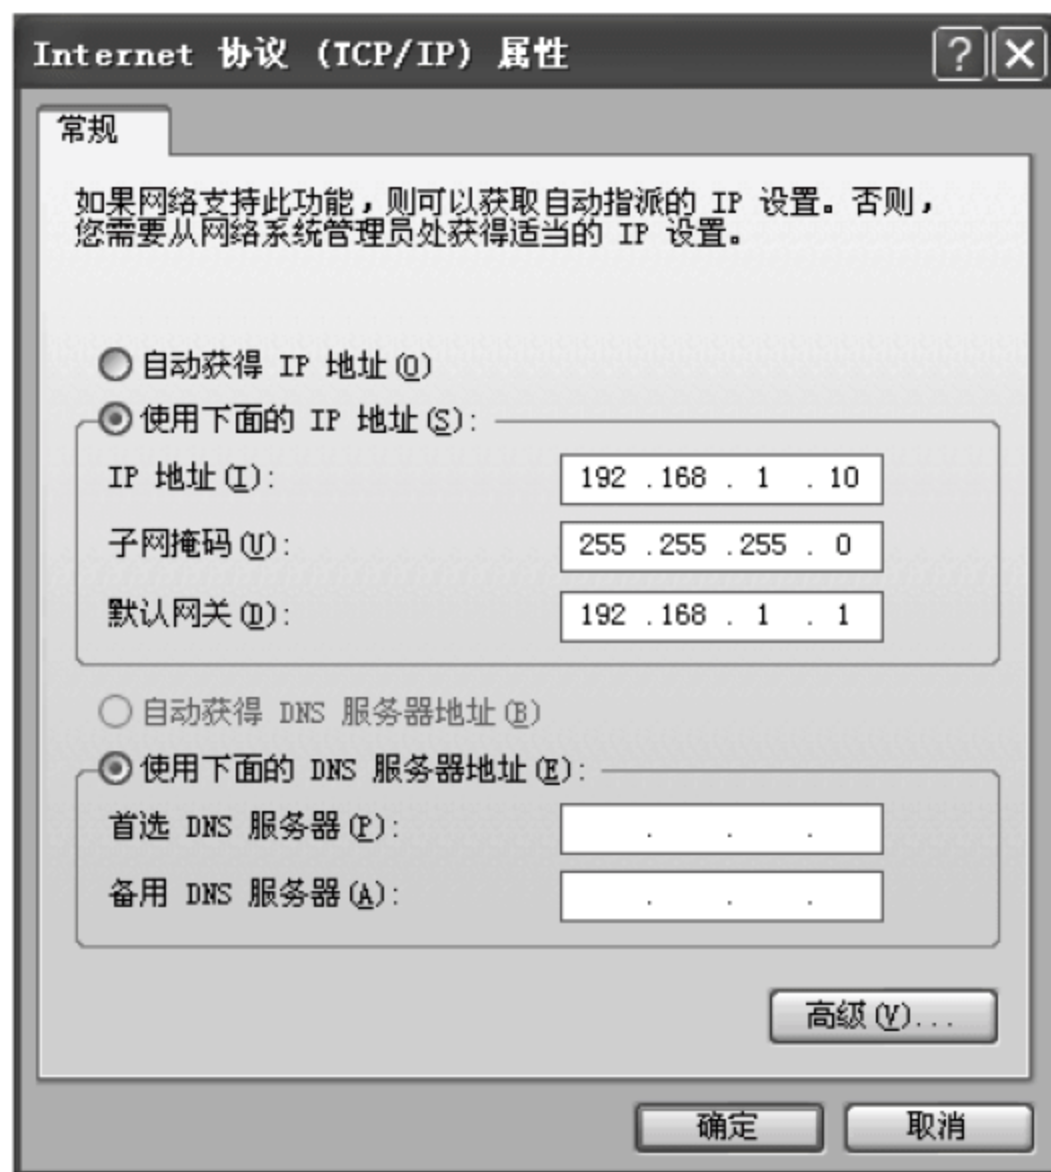 Internet 协议 (TCP/IP) 属性
常规
如果网络支持此功能，则可以获取自动指派的 IP 设置。否则，
您需要从网络系统管理员处获得适当的 IP 设置。
自动获得 IP 地址(O)
使用下面的 IP 地址(S):
IP 地址(I): 192 .168 . 1 . 10
子网掩码(U): 255 .255 .255 . 0
默认网关(D): 192 .168 . 1 . 1
自动获得 DNS 服务器地址(B)
使用下面的 DNS 服务器地址(E):
首选 DNS 服务器(P): . . .
备用 DNS 服务器(A): . . .
高级(V)...
确定 取消